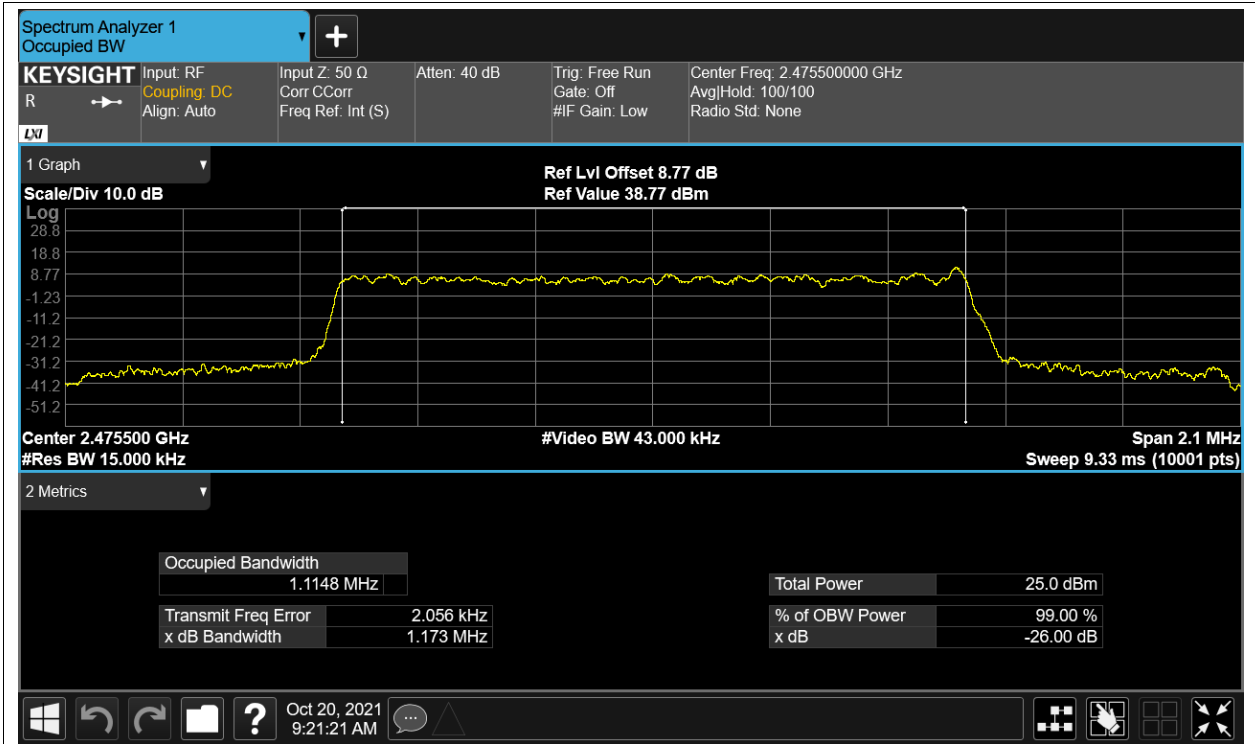 Spectrum Analyzer 1
Occupied BW
KEYSIGHT
R
LXI
Input: RF
Coupling: DC
Align: Auto
Input Z: 50 Ω
Corr CCorr
Freq Ref: Int (S)
Atten: 40 dB
Trig: Free Run
Gate: Off
#IF Gain: Low
Center Freq: 2.475500000 GHz
Avg|Hold: 100/100
Radio Std: None
1 Graph
Scale/Div 10.0 dB
Ref Lvl Offset 8.77 dB
Ref Value 38.77 dBm
Log
28.8
18.8
8.77
-1.23
-11.2
-21.2
-31.2
-41.2
-51.2
Center 2.475500 GHz
#Video BW 43.000 kHz
Span 2.1 MHz
#Res BW 15.000 kHz
Sweep 9.33 ms (10001 pts)
2 Metrics
Occupied Bandwidth
1.1148 MHz
Total Power 25.0 dBm
Transmit Freq Error 2.056 kHz
% of OBW Power 99.00 %
x dB Bandwidth 1.173 MHz
x dB -26.00 dB
?
Oct 20, 2021
9:21:21 AM